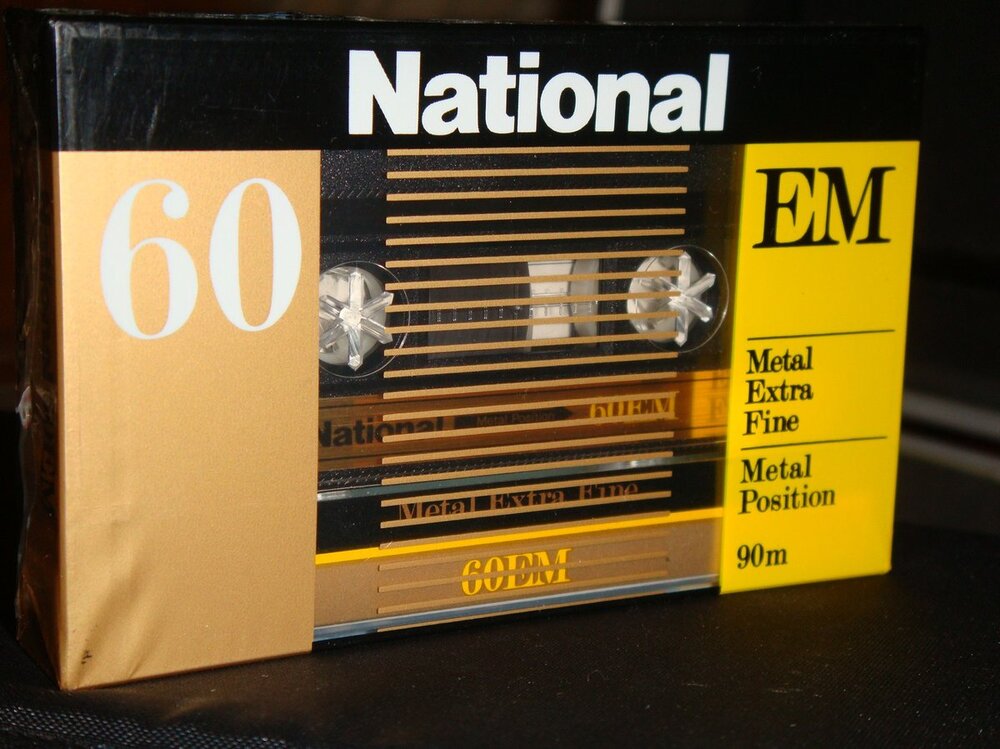 National
60
EM
Metal
Extra
Fine
Metal
Position
90m
National Metal Position 60EM
Metal Extra Fine
60EM